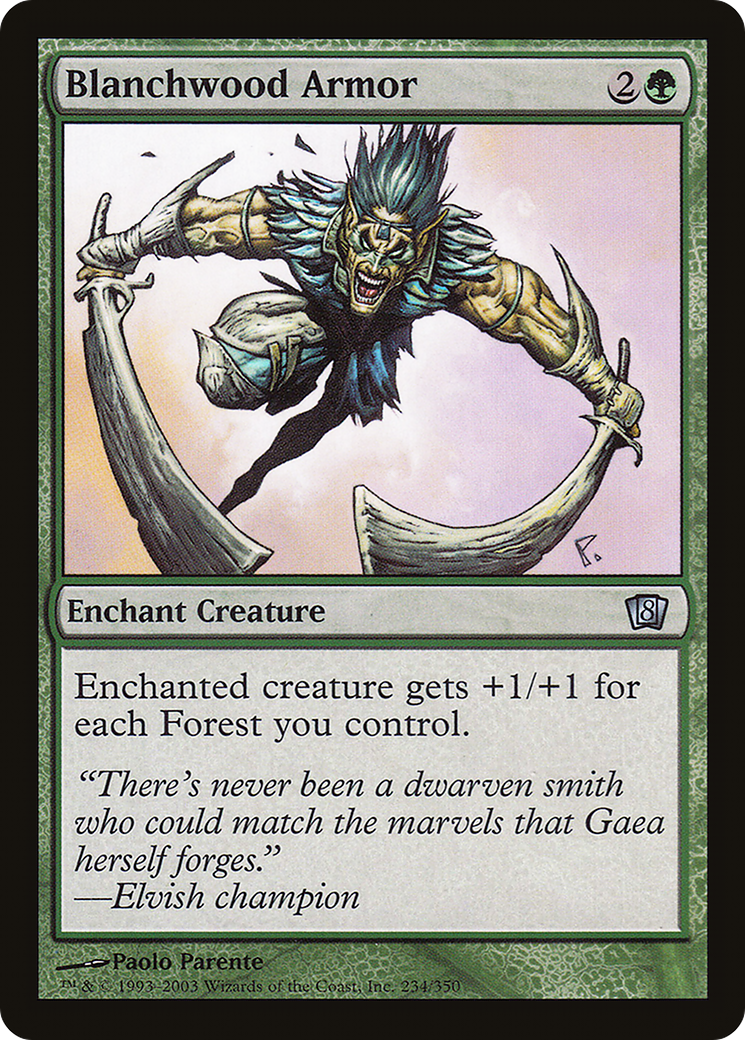 Blanchwood Armor 2
P.
Enchant Creature 8
Enchanted creature gets +1/+1 for
each Forest you control.
“There’s never been a dwarven smith
who could match the marvels that Gaea
herself forges.”
—Elvish champion
Paolo Parente
™ & © 1993–2003 Wizards of the Coast, Inc. 234/350